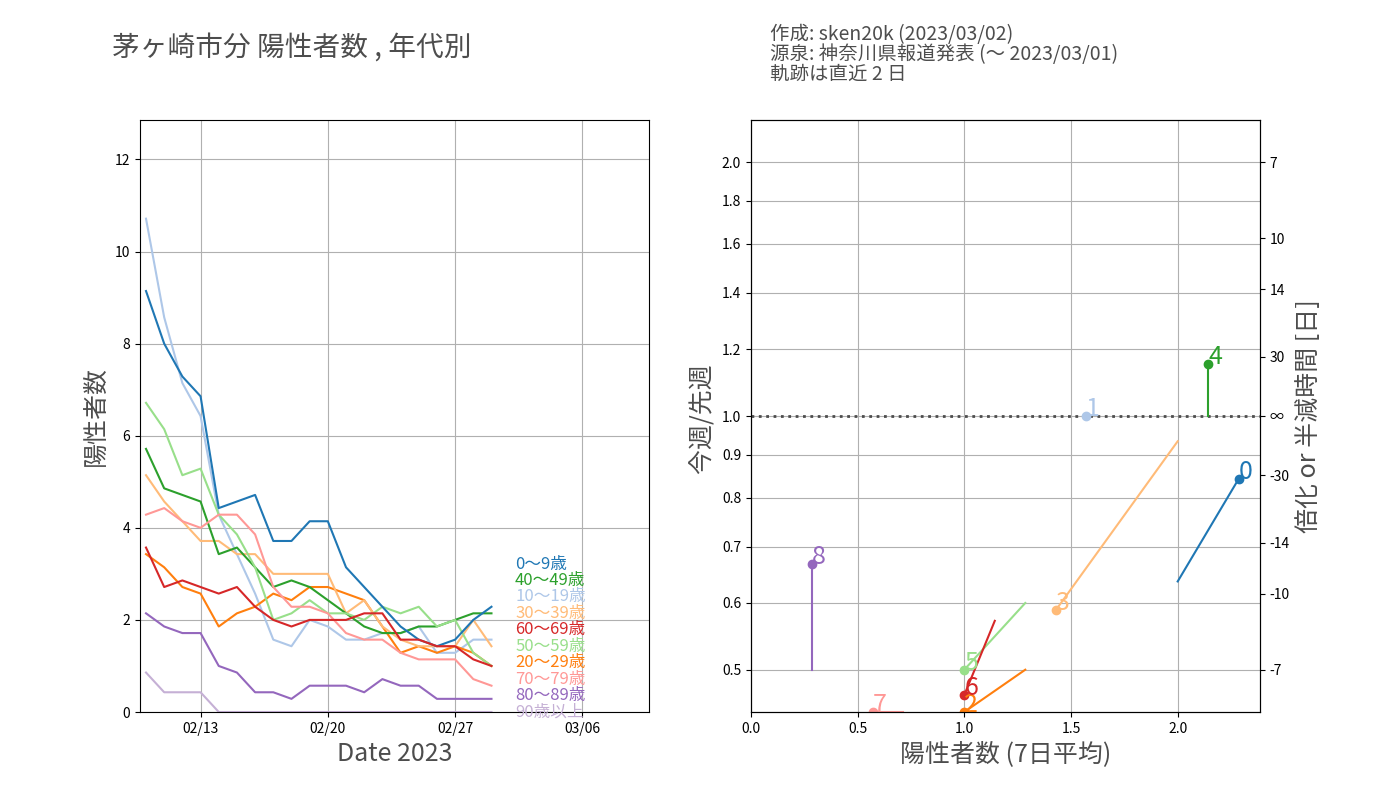 茅ヶ崎市分 陽性者数 , 年代別
作成: sken20k (2023/03/02)
源泉: 神奈川県報道発表 (〜 2023/03/01)
軌跡は直近 2 日
陽性者数
12
10
8
6
4
2
0
02/13
02/20
02/27
03/06
Date 2023
0〜9歳
40〜49歳
10〜19歳
30〜39歳
60〜69歳
50〜59歳
20〜29歳
70〜79歳
80〜89歳
90歳以上
今週/先週
2.0
1.8
1.6
1.4
1.2
1.0
0.9
0.8
0.7
0.6
0.5
0.0
0.5
1.0
1.5
2.0
陽性者数 (7日平均)
4
1
0
8
3
5
6
2
7
7
10
14
30
∞
-30
-14
-10
-7
倍化 or 半減時間 [日]